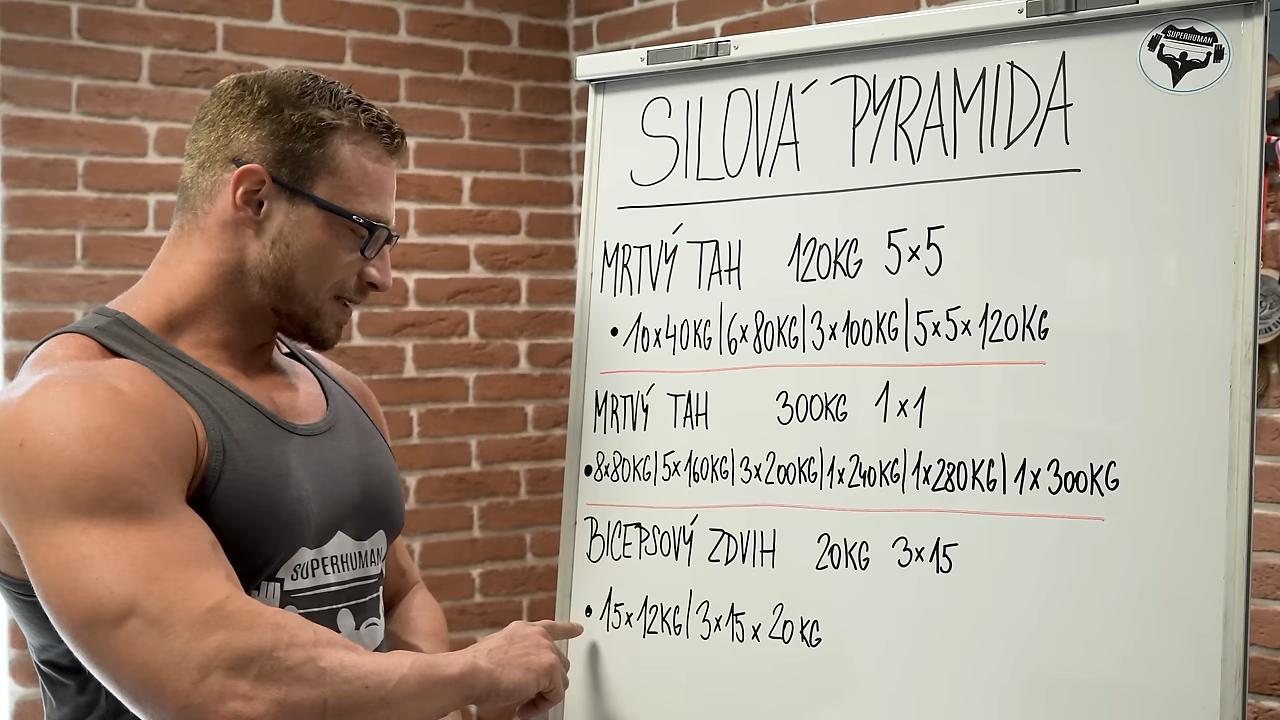 SUPERHUMAN
SILOVÁ PYRAMIDA
MRTVÝ TAH 120KG 5×5
• 10×40KG|6×80KG|3×100KG|5×5×120KG
MRTVÝ TAH 300KG 1×1
• 8×80KG|5×160KG|3×200KG|1×240KG|1×280KG|1×300KG
BICEPSOVÝ ZDVIH 20KG 3×15
• 15×12KG|3×15×20KG
SUPERHUMAN